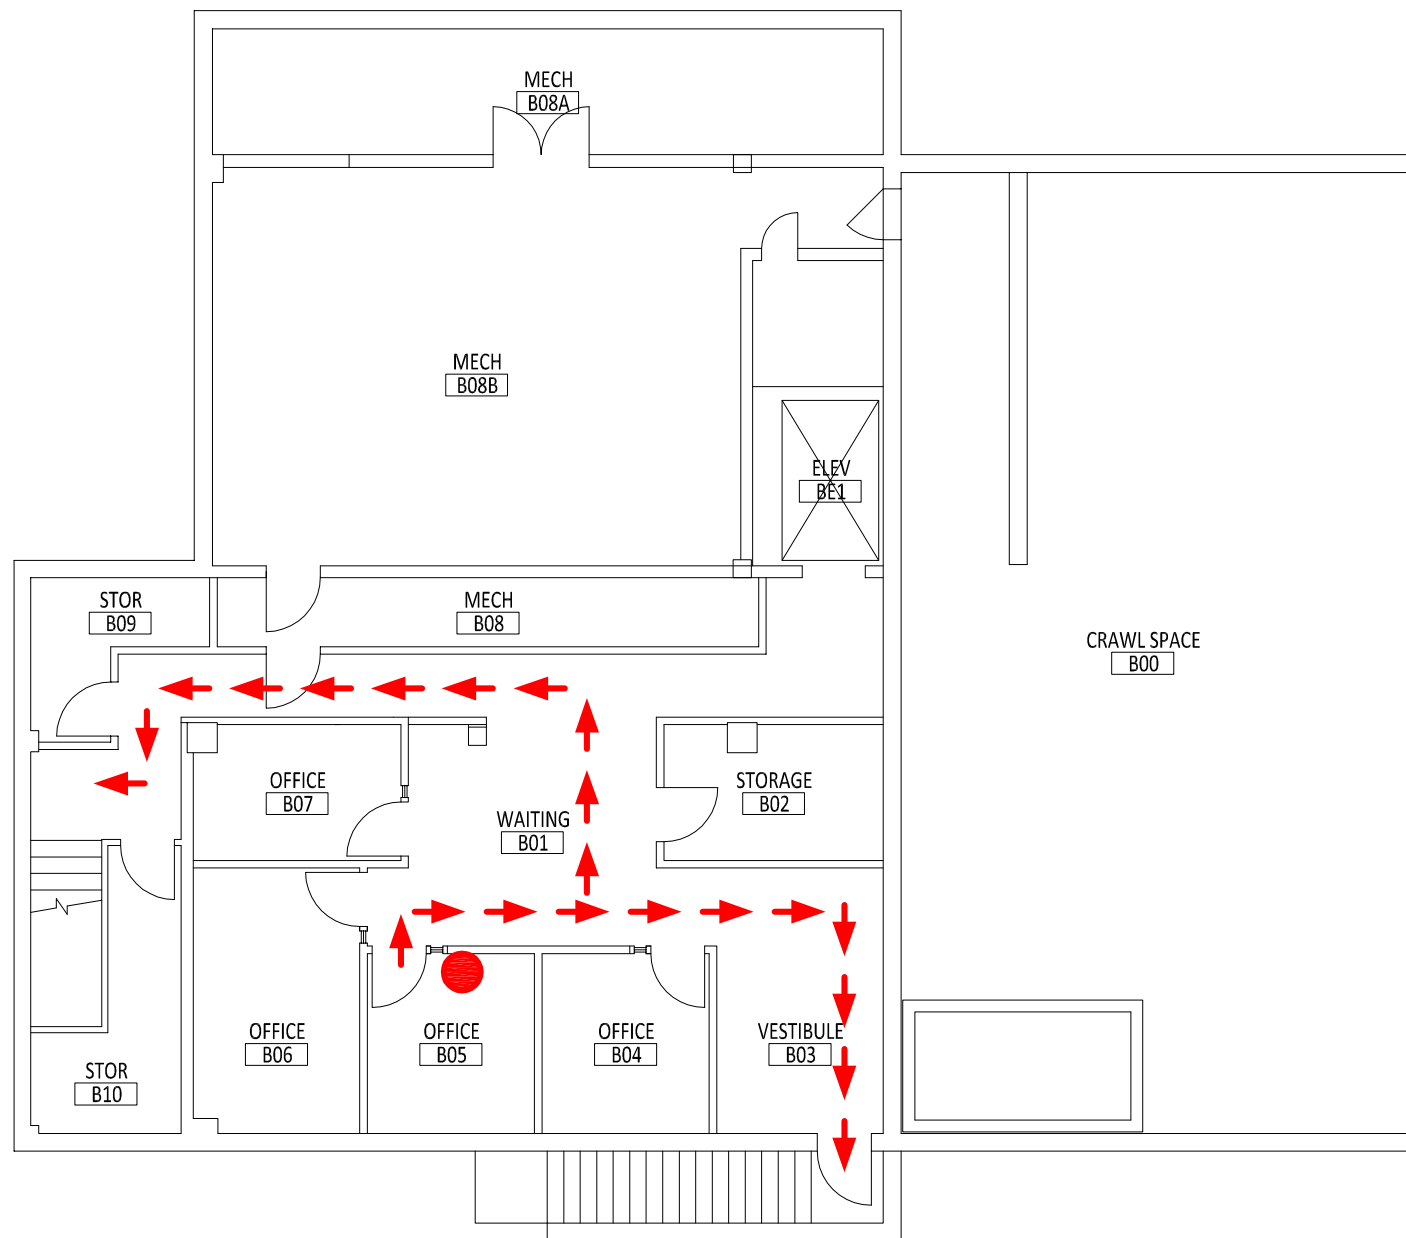 MECH
B08A
MECH
B08B
ELEV
BE1
STOR
B09
MECH
B08
CRAWL SPACE
B00
OFFICE
B07
WAITING
B01
STORAGE
B02
OFFICE
B06
OFFICE
B05
OFFICE
B04
VESTIBULE
B03
STOR
B10